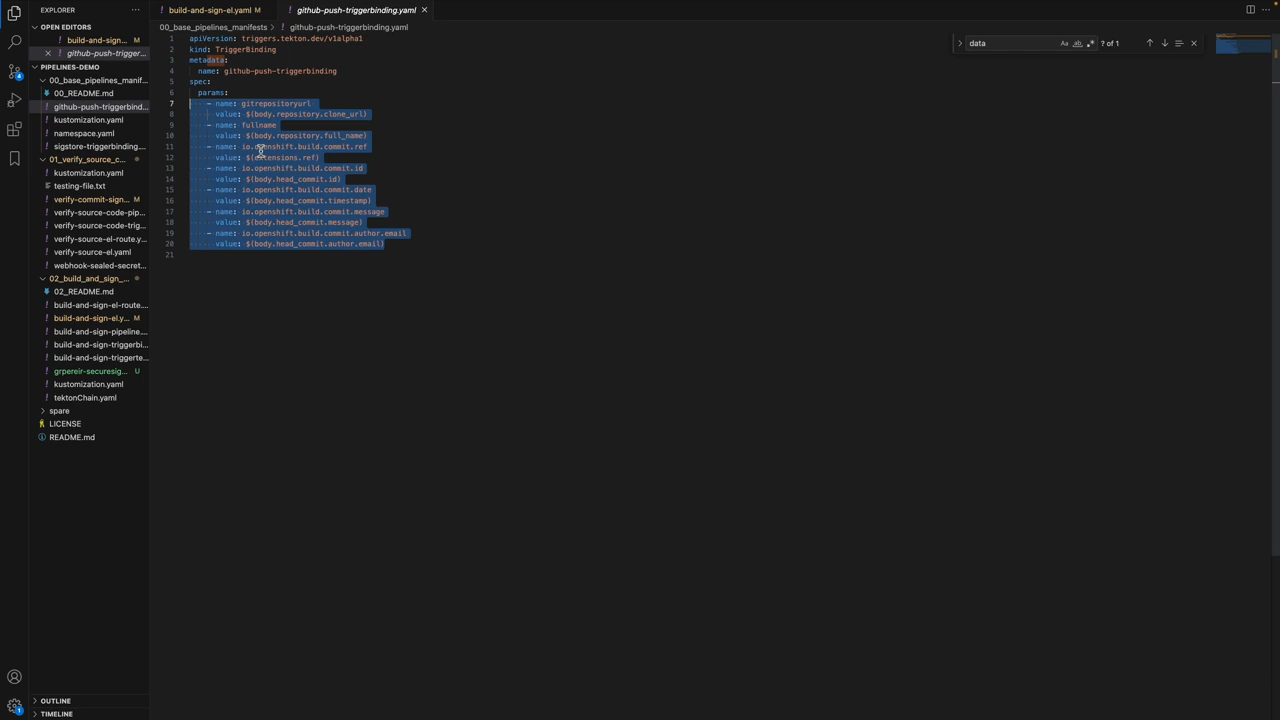 EXPLORER
OPEN EDITORS
build-and-sign...
M
github-push-trigger...
PIPELINES-DEMO
00_base_pipelines_manif...
00_README.md
github-push-triggerbind...
kustomization.yaml
namespace.yaml
sigstore-triggerbinding....
01_verify_source_c...
kustomization.yaml
testing-file.txt
verify-commit-sign...
M
verify-source-code-pip...
verify-source-code-trig...
verify-source-el-route.y...
verify-source-el.yaml
webhook-sealed-secret...
02_build_and_sign_...
02_README.md
build-and-sign-el-route....
build-and-sign-el.y...
M
build-and-sign-pipeline....
build-and-sign-triggerbi...
build-and-sign-triggerte...
grpereir-securesig...
U
kustomization.yaml
tektonChain.yaml
spare
LICENSE
README.md
OUTLINE
TIMELINE
4
1
build-and-sign-el.yaml M
github-push-triggerbinding.yaml
00_base_pipelines_manifests > github-push-triggerbinding.yaml
data
Aa
ab
? of 1
1 apiVersion: triggers.tekton.dev/v1alpha1
2 kind: TriggerBinding
3 metadata:
4 name: github-push-triggerbinding
5 spec:
6 params:
7 - name: gitrepositoryurl
8 value: $(body.repository.clone_url)
9 - name: fullname
10 value: $(body.repository.full_name)
11 - name: io.openshift.build.commit.ref
12 value: $(extensions.ref)
13 - name: io.openshift.build.commit.id
14 value: $(body.head_commit.id)
15 - name: io.openshift.build.commit.date
16 value: $(body.head_commit.timestamp)
17 - name: io.openshift.build.commit.message
18 value: $(body.head_commit.message)
19 - name: io.openshift.build.commit.author.email
20 value: $(body.head_commit.author.email)
21